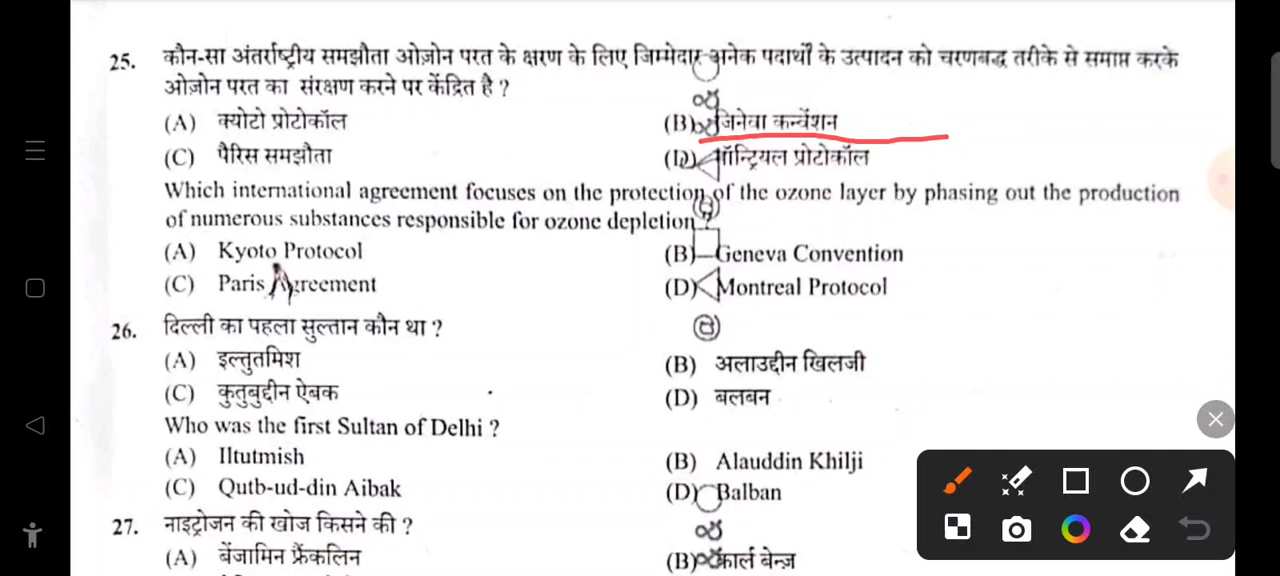 25. कौन-सा अंतर्राष्ट्रीय समझौता ओज़ोन परत के क्षरण के लिए जिम्मेदार अनेक पदार्थों के उत्पादन को चरणबद्ध तरीके से समाप्त करके
ओज़ोन परत का संरक्षण करने पर केंद्रित है ?
(A) क्योटो प्रोटोकॉल (B) जिनेवा कन्वेंशन
(C) पैरिस समझौता (D) मॉन्ट्रियल प्रोटोकॉल
Which international agreement focuses on the protection of the ozone layer by phasing out the production
of numerous substances responsible for ozone depletion ?
(A) Kyoto Protocol (B) Geneva Convention
(C) Paris Agreement (D) Montreal Protocol
26. दिल्ली का पहला सुल्तान कौन था ?
(A) इल्तुतमिश (B) अलाउद्दीन खिलजी
(C) कुतुबुद्दीन ऐबक (D) बलबन
Who was the first Sultan of Delhi ?
(A) Iltutmish (B) Alauddin Khilji
(C) Qutb-ud-din Aibak (D) Balban
27. नाइट्रोजन की खोज किसने की ?
(A) बेंजामिन फ्रैंकलिन (B) कार्ल बेन्ज़